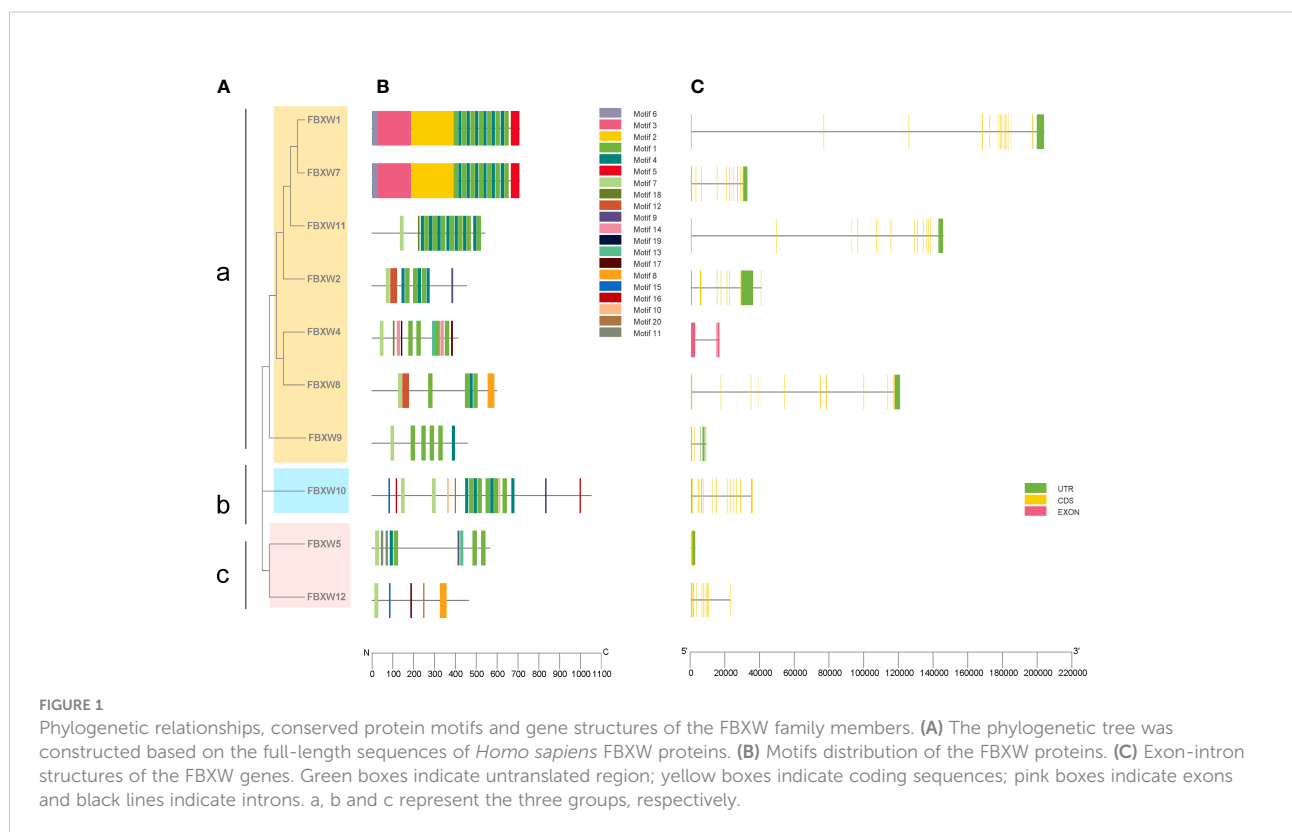 A
B
C
a
b
c
FBXW1
FBXW7
FBXW11
FBXW2
FBXW4
FBXW8
FBXW9
FBXW10
FBXW5
FBXW12
Motif 6
Motif 3
Motif 2
Motif 1
Motif 4
Motif 5
Motif 7
Motif 18
Motif 12
Motif 9
Motif 14
Motif 19
Motif 13
Motif 17
Motif 8
Motif 15
Motif 16
Motif 10
Motif 20
Motif 11
UTR
CDS
EXON
N C
0 100 200 300 400 500 600 700 800 900 1000 1100
5' 3'
0 20000 40000 60000 80000 100000 120000 140000 160000 180000 200000 220000
FIGURE 1
Phylogenetic relationships, conserved protein motifs and gene structures of the FBXW family members. (A) The phylogenetic tree was
constructed based on the full-length sequences of Homo sapiens FBXW proteins. (B) Motifs distribution of the FBXW proteins. (C) Exon-intron
structures of the FBXW genes. Green boxes indicate untranslated region; yellow boxes indicate coding sequences; pink boxes indicate exons
and black lines indicate introns. a, b and c represent the three groups, respectively.